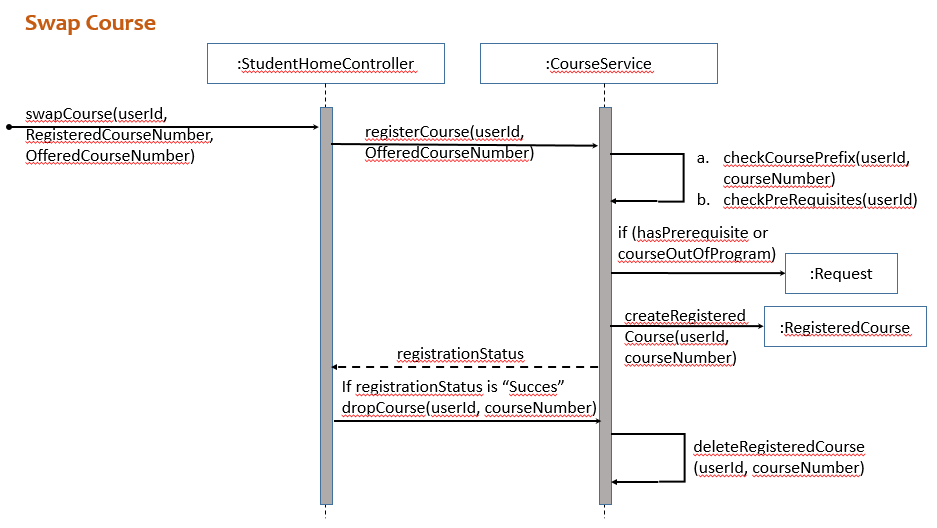 Swap Course
:StudentHomeController
:CourseService
swapCourse(userId,
RegisteredCourseNumber,
OfferedCourseNumber)
registerCourse(userId,
OfferedCourseNumber)
a. checkCoursePrefix(userId,
courseNumber)
b. checkPreRequisites(userId)
if (hasPrerequisite or
courseOutOfProgram)
:Request
createRegistered
Course(userId,
courseNumber)
:RegisteredCourse
registrationStatus
If registrationStatus is “Succes”
dropCourse(userId, courseNumber)
deleteRegisteredCourse
(userId, courseNumber)